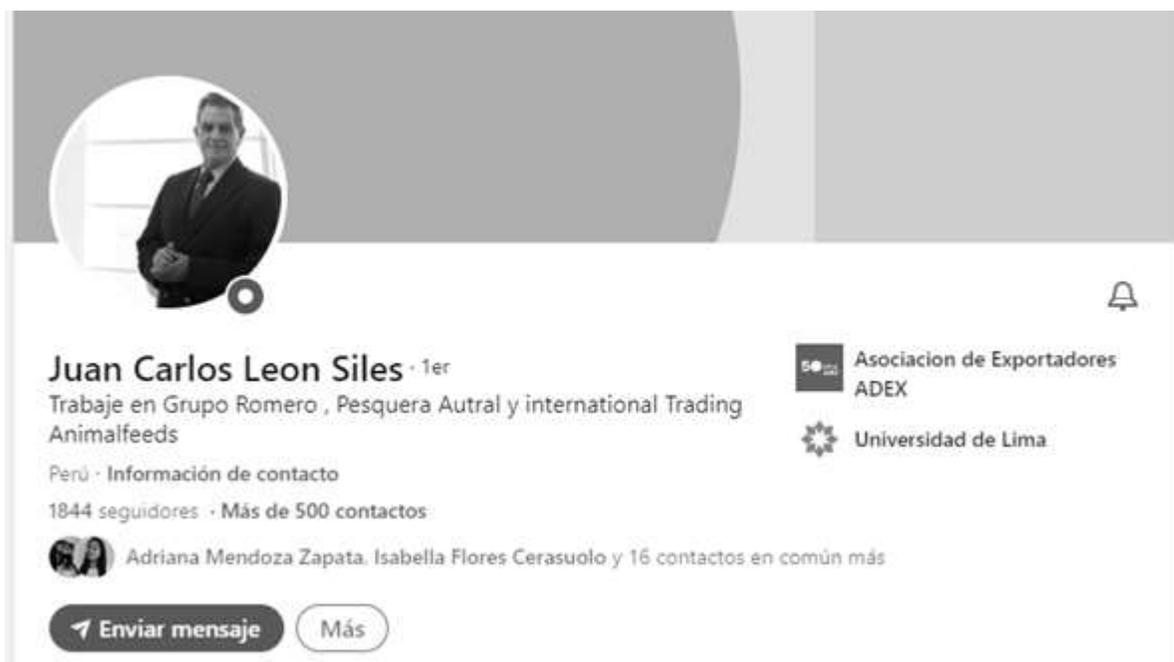 Juan Carlos Leon Siles · 1er
Trabaje en Grupo Romero , Pesquera Autral y international Trading
Animalfeeds
Perú · Información de contacto
1844 seguidores · Más de 500 contactos
Adriana Mendoza Zapata, Isabella Flores Cerasuolo y 16 contactos en común más
Enviar mensaje
Más
50
Asociacion de Exportadores
ADEX
Universidad de Lima